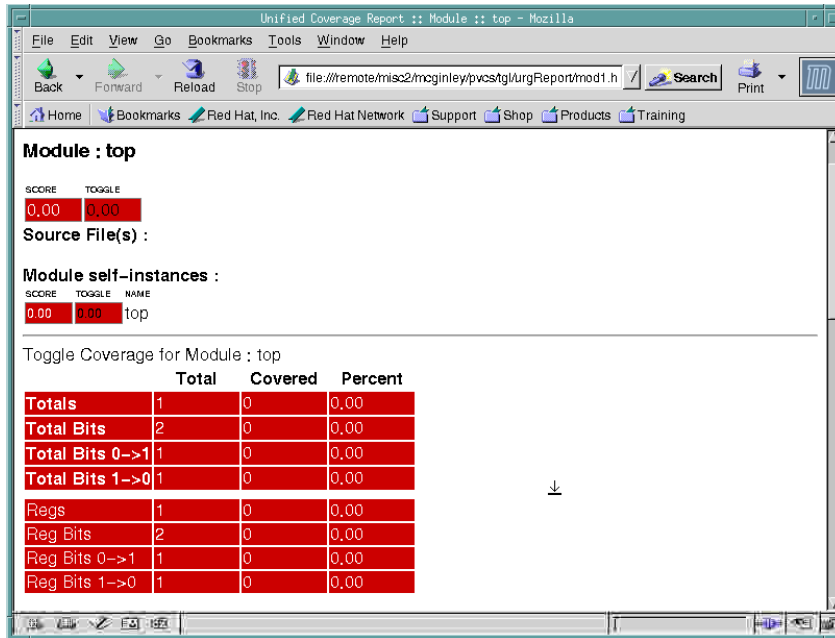 Unified Coverage Report :: Module :: top - Mozilla
File Edit View Go Bookmarks Tools Window Help
Back Forward Reload Stop file:///remote/misc2/mcginley/pvcs/tgl/urgReport/mod1.h Search Print
Home Bookmarks Red Hat, Inc. Red Hat Network Support Shop Products Training
Module : top
SCORE TOGGLE
0.00 0.00
Source File(s) :
Module self-instances :
SCORE TOGGLE NAME
0.00 0.00 top
Toggle Coverage for Module : top
Total Covered Percent
Totals 1 0 0.00
Total Bits 2 0 0.00
Total Bits 0->1 1 0 0.00
Total Bits 1->0 1 0 0.00
Regs 1 0 0.00
Reg Bits 2 0 0.00
Reg Bits 0->1 1 0 0.00
Reg Bits 1->0 1 0 0.00